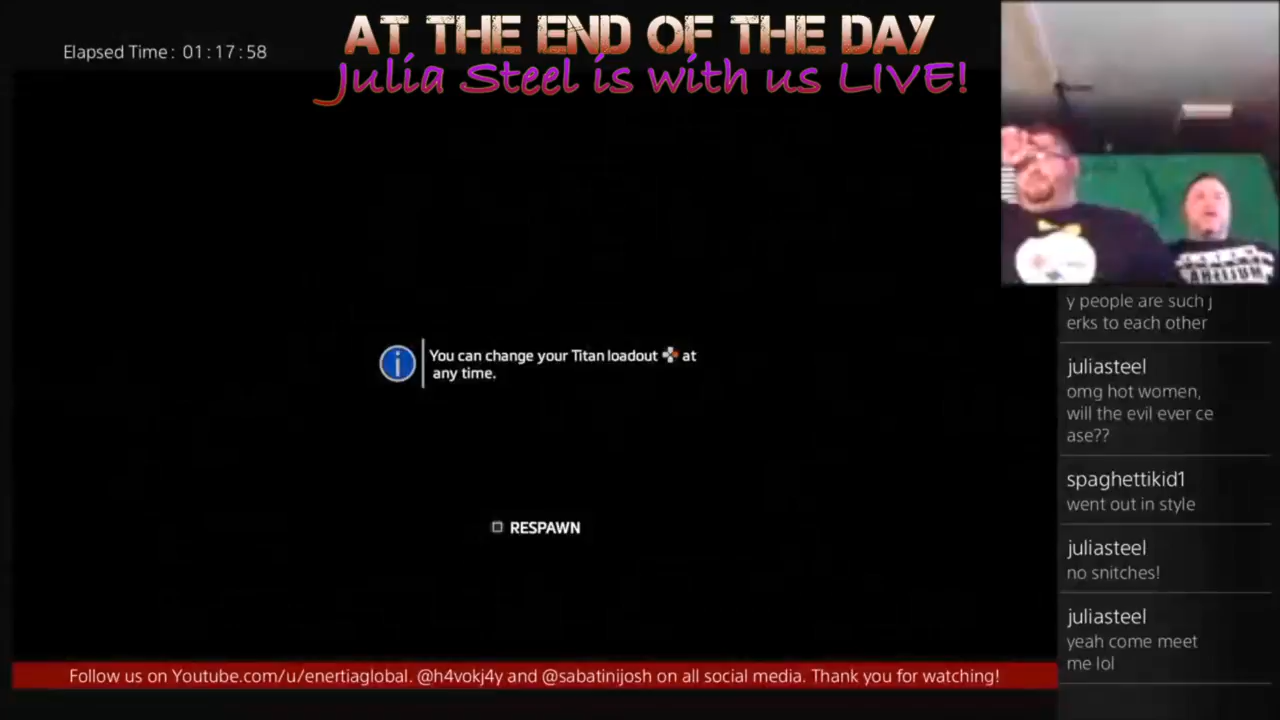 Elapsed Time: 01:17:58
AT THE END OF THE DAY
Julia Steel is with us LIVE!
You can change your Titan loadout at
any time.
RESPAWN
y people are such j
erks to each other
juliasteel
omg hot women,
will the evil ever ce
ase??
spaghettikid1
went out in style
juliasteel
no snitches!
juliasteel
yeah come meet
me lol
Follow us on Youtube.com/u/enertiaglobal. @h4vokj4y and @sabatinijosh on all social media. Thank you for watching!